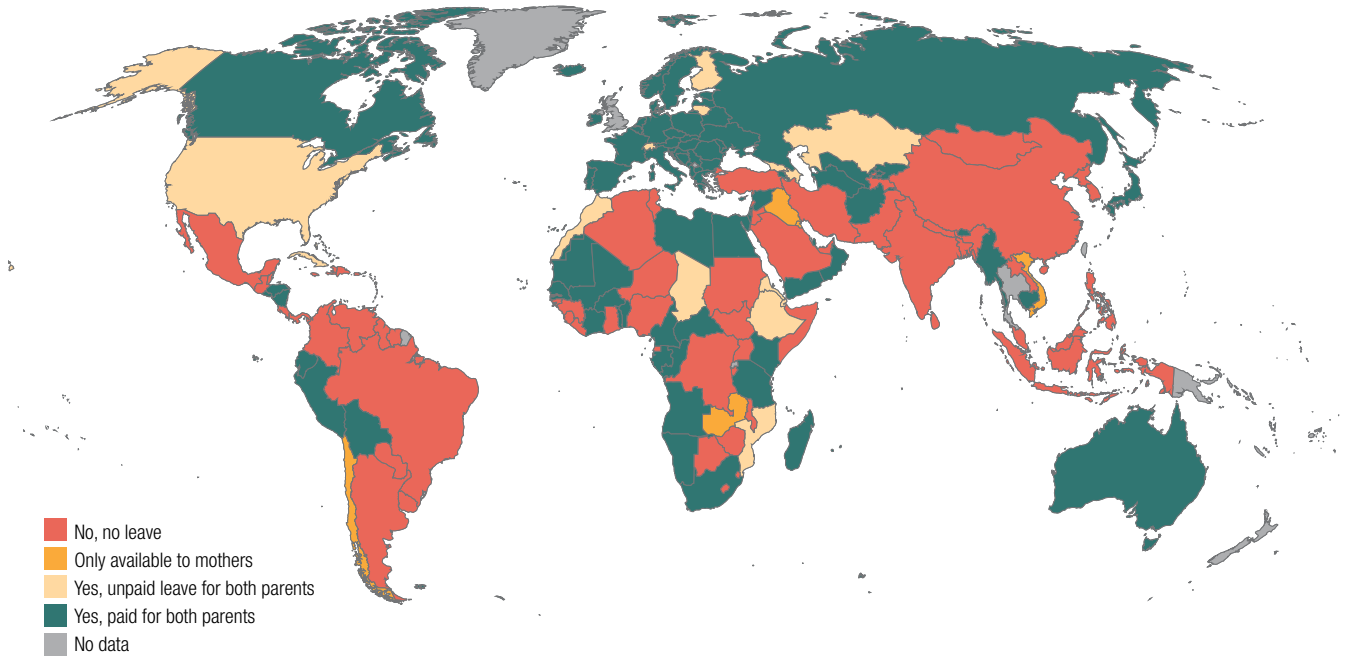 No, no leave
Only available to mothers
Yes, unpaid leave for both parents
Yes, paid for both parents
No data